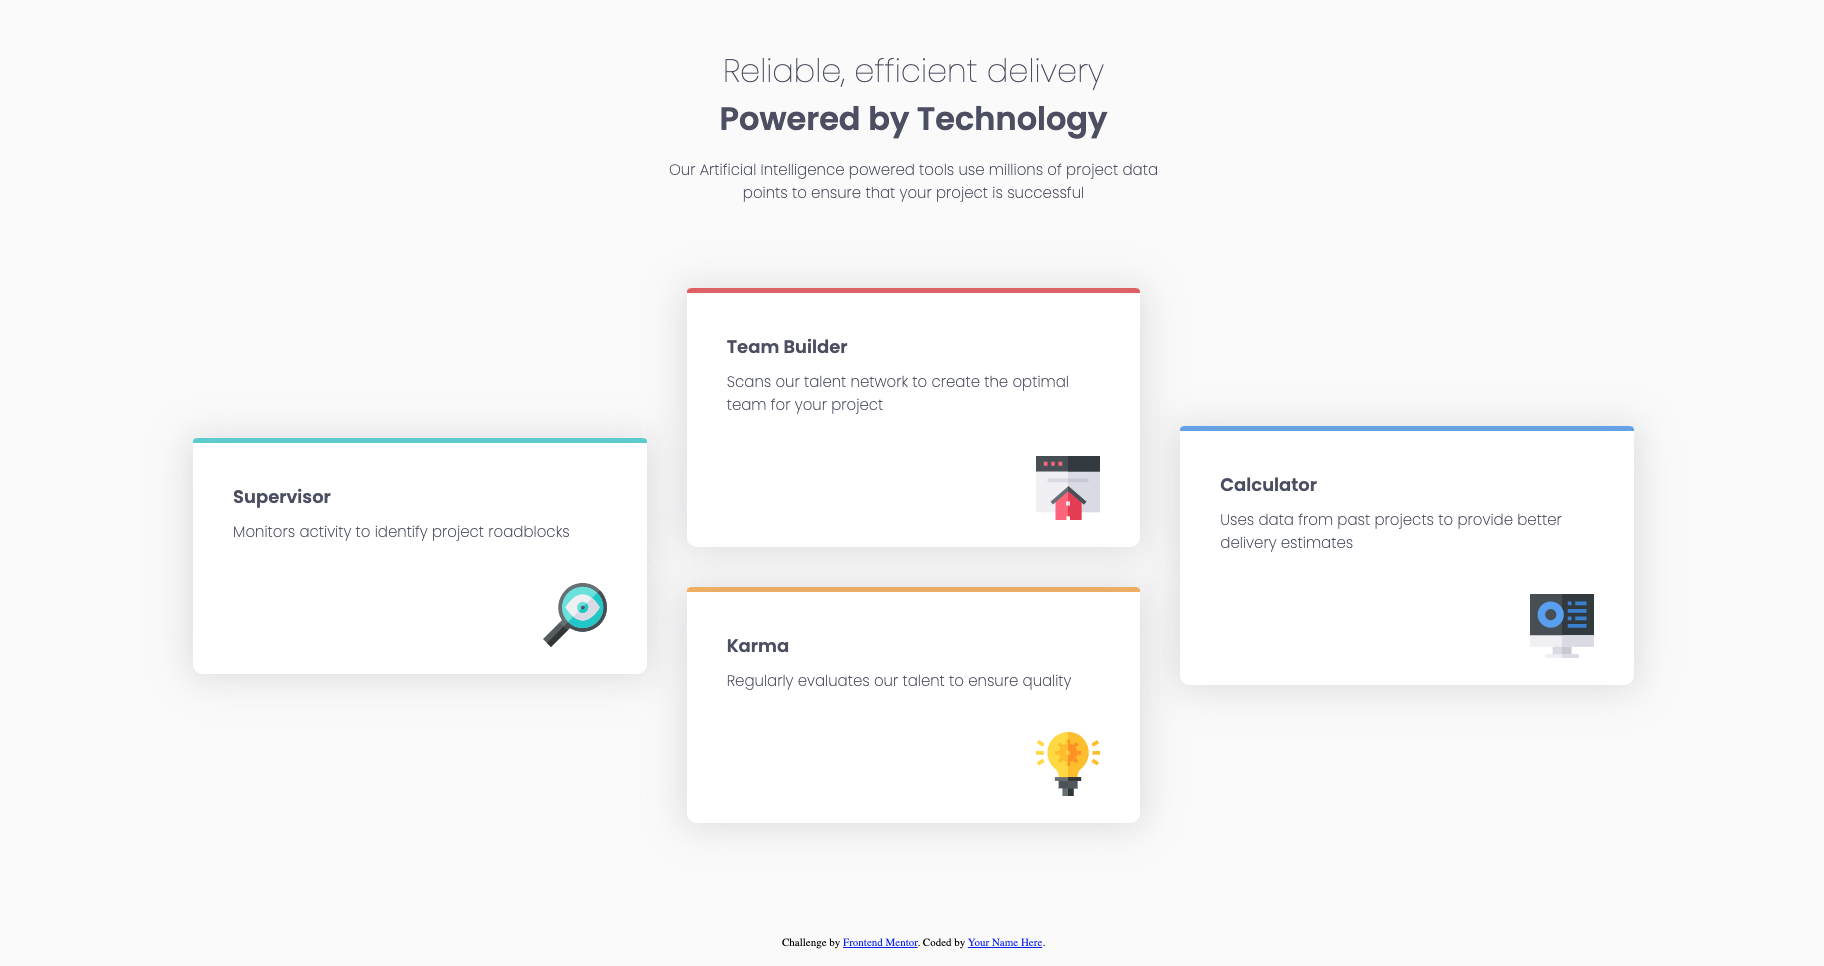 Reliable, efficient delivery
Powered by Technology
Our Artificial Intelligence powered tools use millions of project data
points to ensure that your project is successful
Supervisor
Monitors activity to identify project roadblocks
Team Builder
Scans our talent network to create the optimal
team for your project
Karma
Regularly evaluates our talent to ensure quality
Calculator
Uses data from past projects to provide better
delivery estimates
Challenge by Frontend Mentor. Coded by Your Name Here.